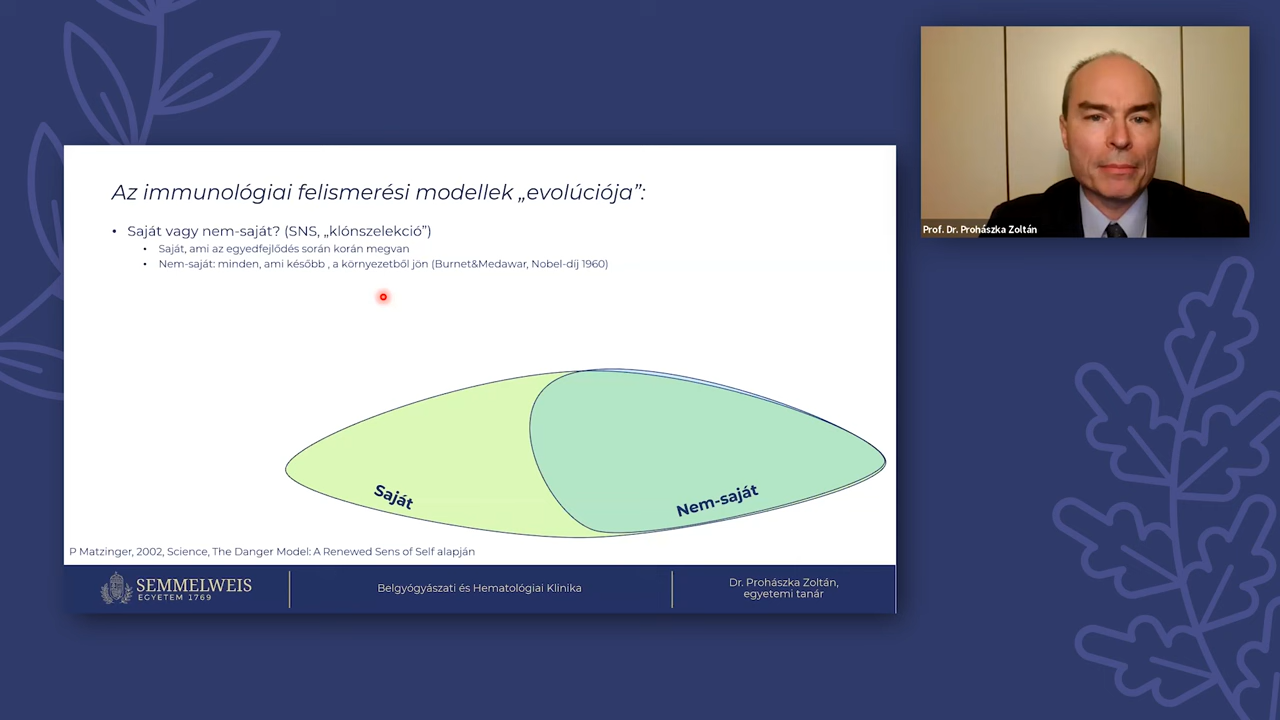 Az immunológiai felismerési modellek „evolúciója”:
• Saját vagy nem-saját? (SNS, „klónszelekció”)
• Saját, ami az egyedfejlődés során korán megvan
• Nem-saját: minden, ami később , a környezetből jön (Burnet&Medawar, Nobel-díj 1960)
Saját
Nem-saját
P Matzinger, 2002, Science, The Danger Model: A Renewed Sens of Self alapján
SEMMELWEIS
EGYETEM 1769
Belgyógyászati és Hematológiai Klinika
Dr. Prohászka Zoltán,
egyetemi tanár
Prof. Dr. Prohászka Zoltán